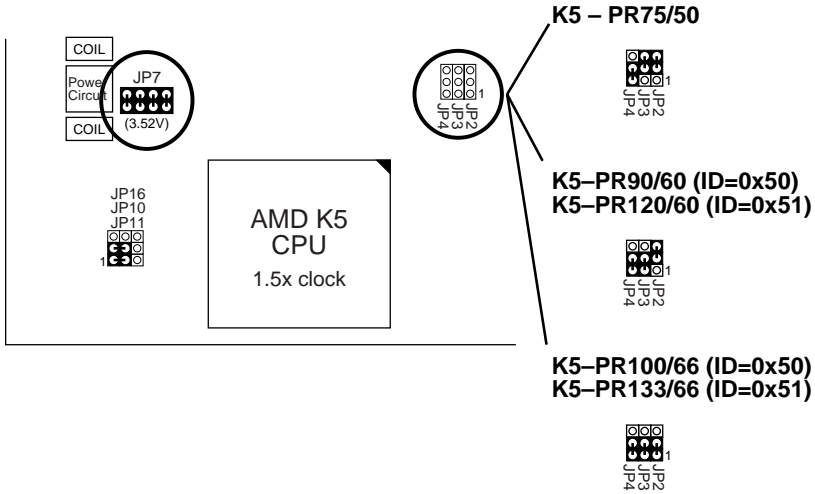 K5 – PR75/50
COIL
Power
Circuit
COIL
JP7
(3.52V)
1
JP4
JP3
JP2
1
JP4
JP3
JP2
JP16
JP10
JP11
1
AMD K5
CPU
1.5x clock
K5–PR90/60 (ID=0x50)
K5–PR120/60 (ID=0x51)
1
JP4
JP3
JP2
K5–PR100/66 (ID=0x50)
K5–PR133/66 (ID=0x51)
1
JP4
JP3
JP2